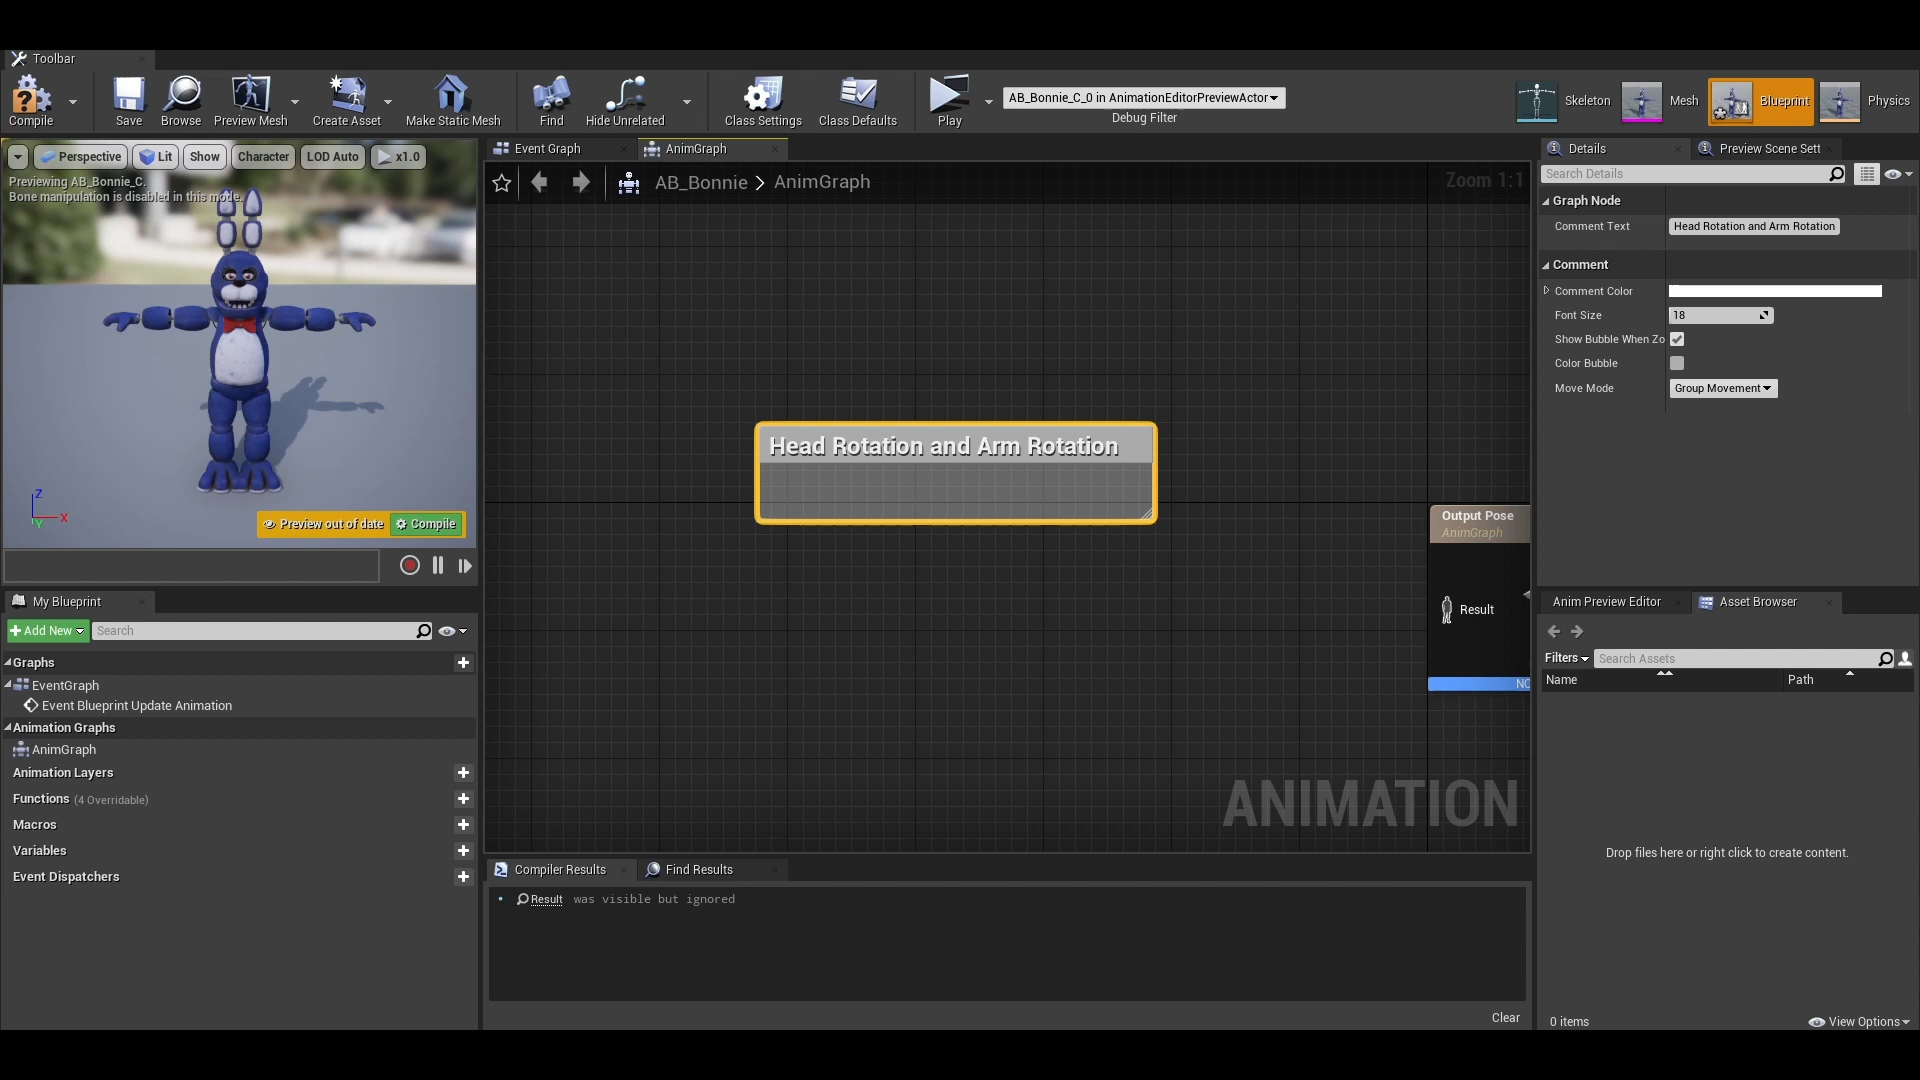 Toolbar
Compile
Save
Browse
Preview Mesh
Create Asset
Make Static Mesh
Find
Hide Unrelated
Class Settings
Class Defaults
Play
AB_Bonnie_C_0 in AnimationEditorPreviewActor
Debug Filter
Skeleton
Mesh
Blueprint
Physics
Perspective
Lit
Show
Character
LOD Auto
x1.0
Previewing AB_Bonnie_C.
Bone manipulation is disabled in this mode.
Z
X
Y
Preview out of date
Compile
My Blueprint
Add New
Search
Graphs
EventGraph
Event Blueprint Update Animation
Animation Graphs
AnimGraph
Animation Layers
Functions (4 Overridable)
Macros
Variables
Event Dispatchers
Event Graph
AnimGraph
AB_Bonnie > AnimGraph
Zoom 1:1
Head Rotation and Arm Rotation
Output Pose
AnimGraph
Result
ANIMATION
Compiler Results
Find Results
Result was visible but ignored
Clear
Details
Preview Scene Sett
Search Details
Graph Node
Comment Text
Head Rotation and Arm Rotation
Comment
Comment Color
Font Size
18
Show Bubble When Zo
Color Bubble
Move Mode
Group Movement
Anim Preview Editor
Asset Browser
Filters
Search Assets
Name
Path
Drop files here or right click to create content.
0 items
View Options